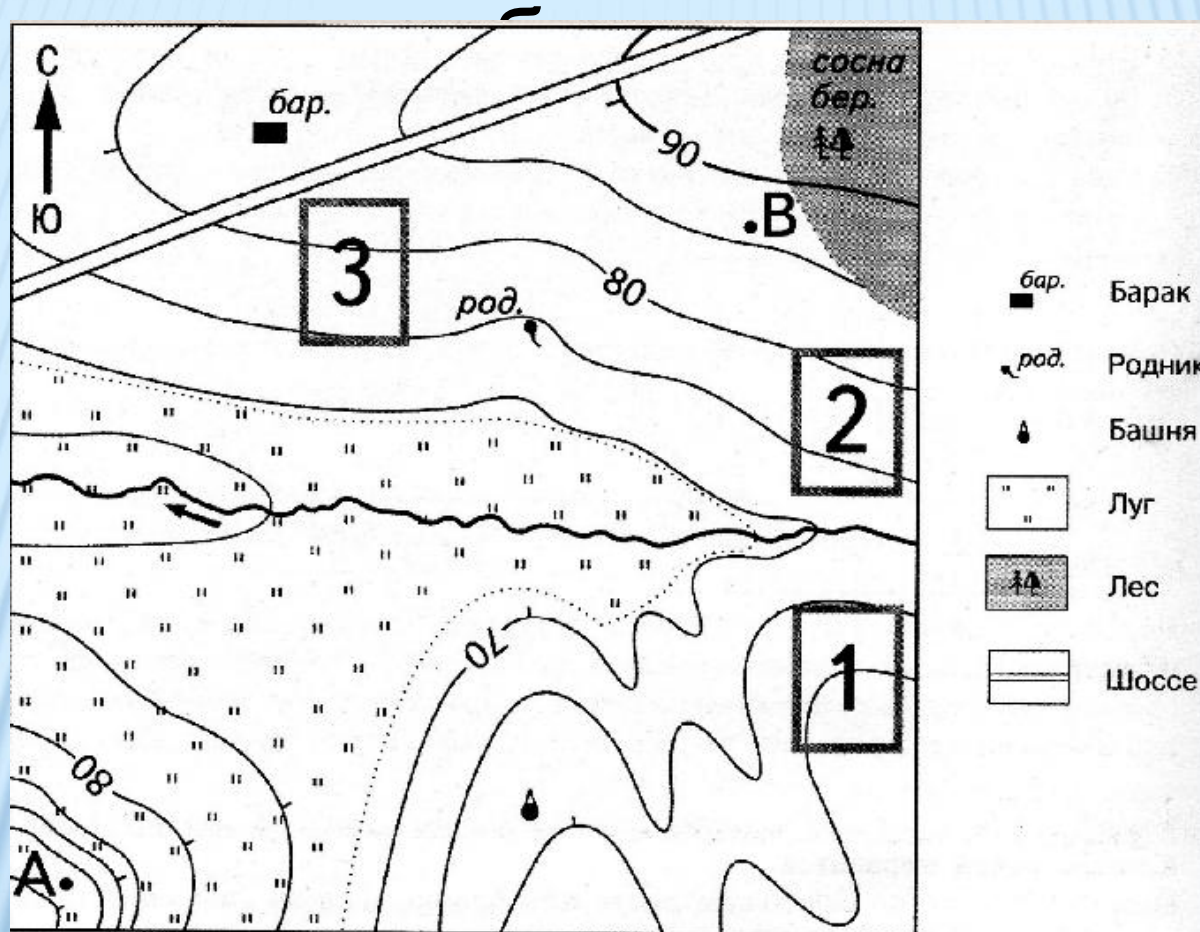 С
Ю
бар.
сосна
бер.
90
В
3
80
род.
2
70
1
80
А
бар.
Барак
род.
Родник
Башня
Луг
Лес
Шоссе